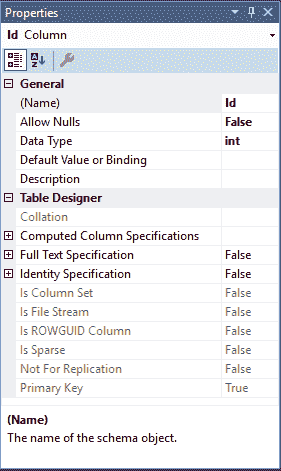 Properties
Id Column
General
(Name) Id
Allow Nulls False
Data Type int
Default Value or Binding
Description
Table Designer
Collation
Computed Column Specifications
Full Text Specification False
Identity Specification False
Is Column Set False
Is File Stream False
Is ROWGUID Column False
Is Sparse False
Not For Replication False
Primary Key True
(Name)
The name of the schema object.